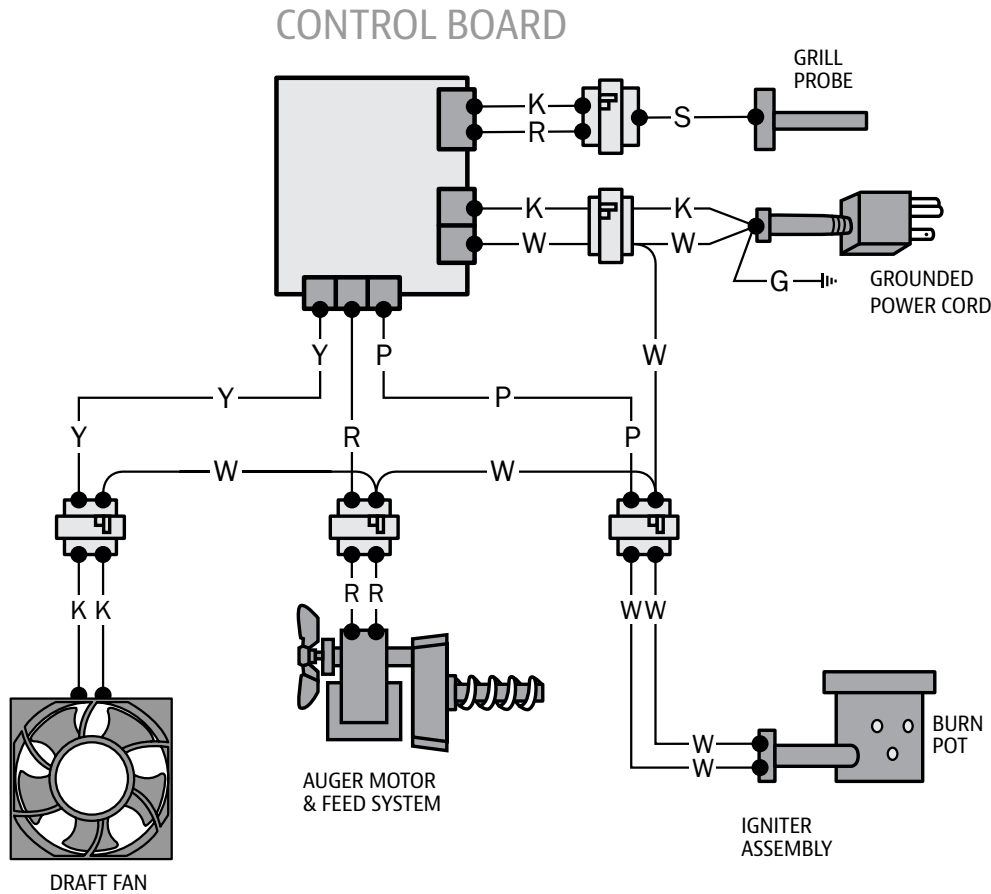 CONTROL BOARD
GRILL
PROBE
K
S
R
K
K
W
W
G
GROUNDED
POWER CORD
Y
P
W
Y
P
Y
R
P
W
W
K K
R R
W W
W
W
BURN
POT
AUGER MOTOR
& FEED SYSTEM
IGNITER
ASSEMBLY
DRAFT FAN